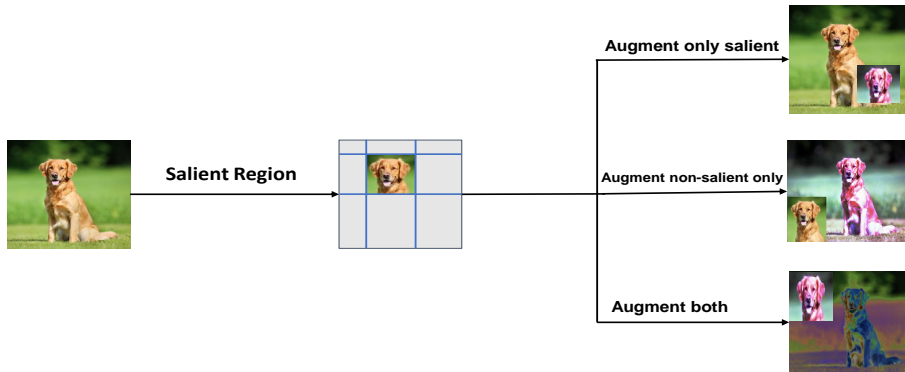 Augment only salient
Salient Region
Augment non-salient only
Augment both